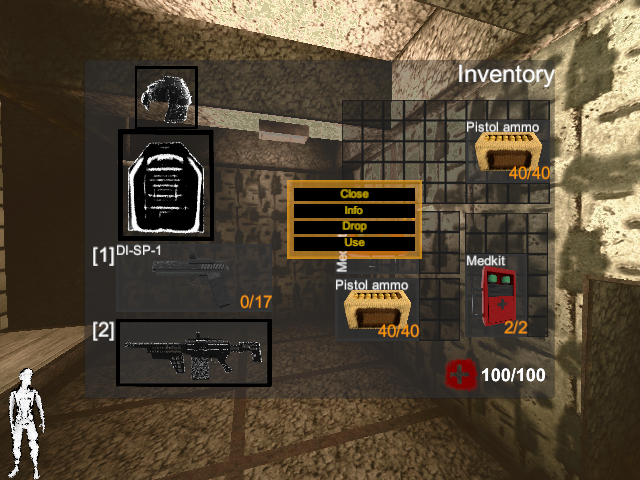 Inventory
Pistol ammo
40/40
Close
Info
Drop
Use
[1] DI-SP-1
0/17
Medkit
2/2
Pistol ammo
40/40
[2]
100/100